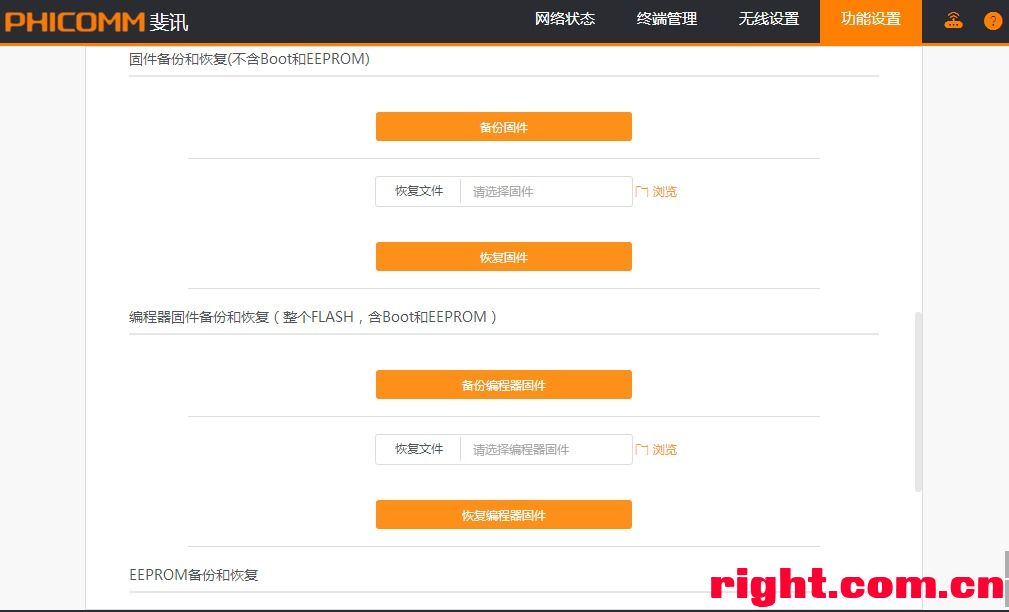 PHICOMM 斐讯 网络状态 终端管理 无线设置 功能设置 ?
固件备份和恢复(不含Boot和EEPROM)
备份固件
恢复文件 请选择固件 浏览
恢复固件
编程器固件备份和恢复（整个FLASH，含Boot和EEPROM）
备份编程器固件
恢复文件 请选择编程器固件 浏览
恢复编程器固件
EEPROM备份和恢复
right.com.cn